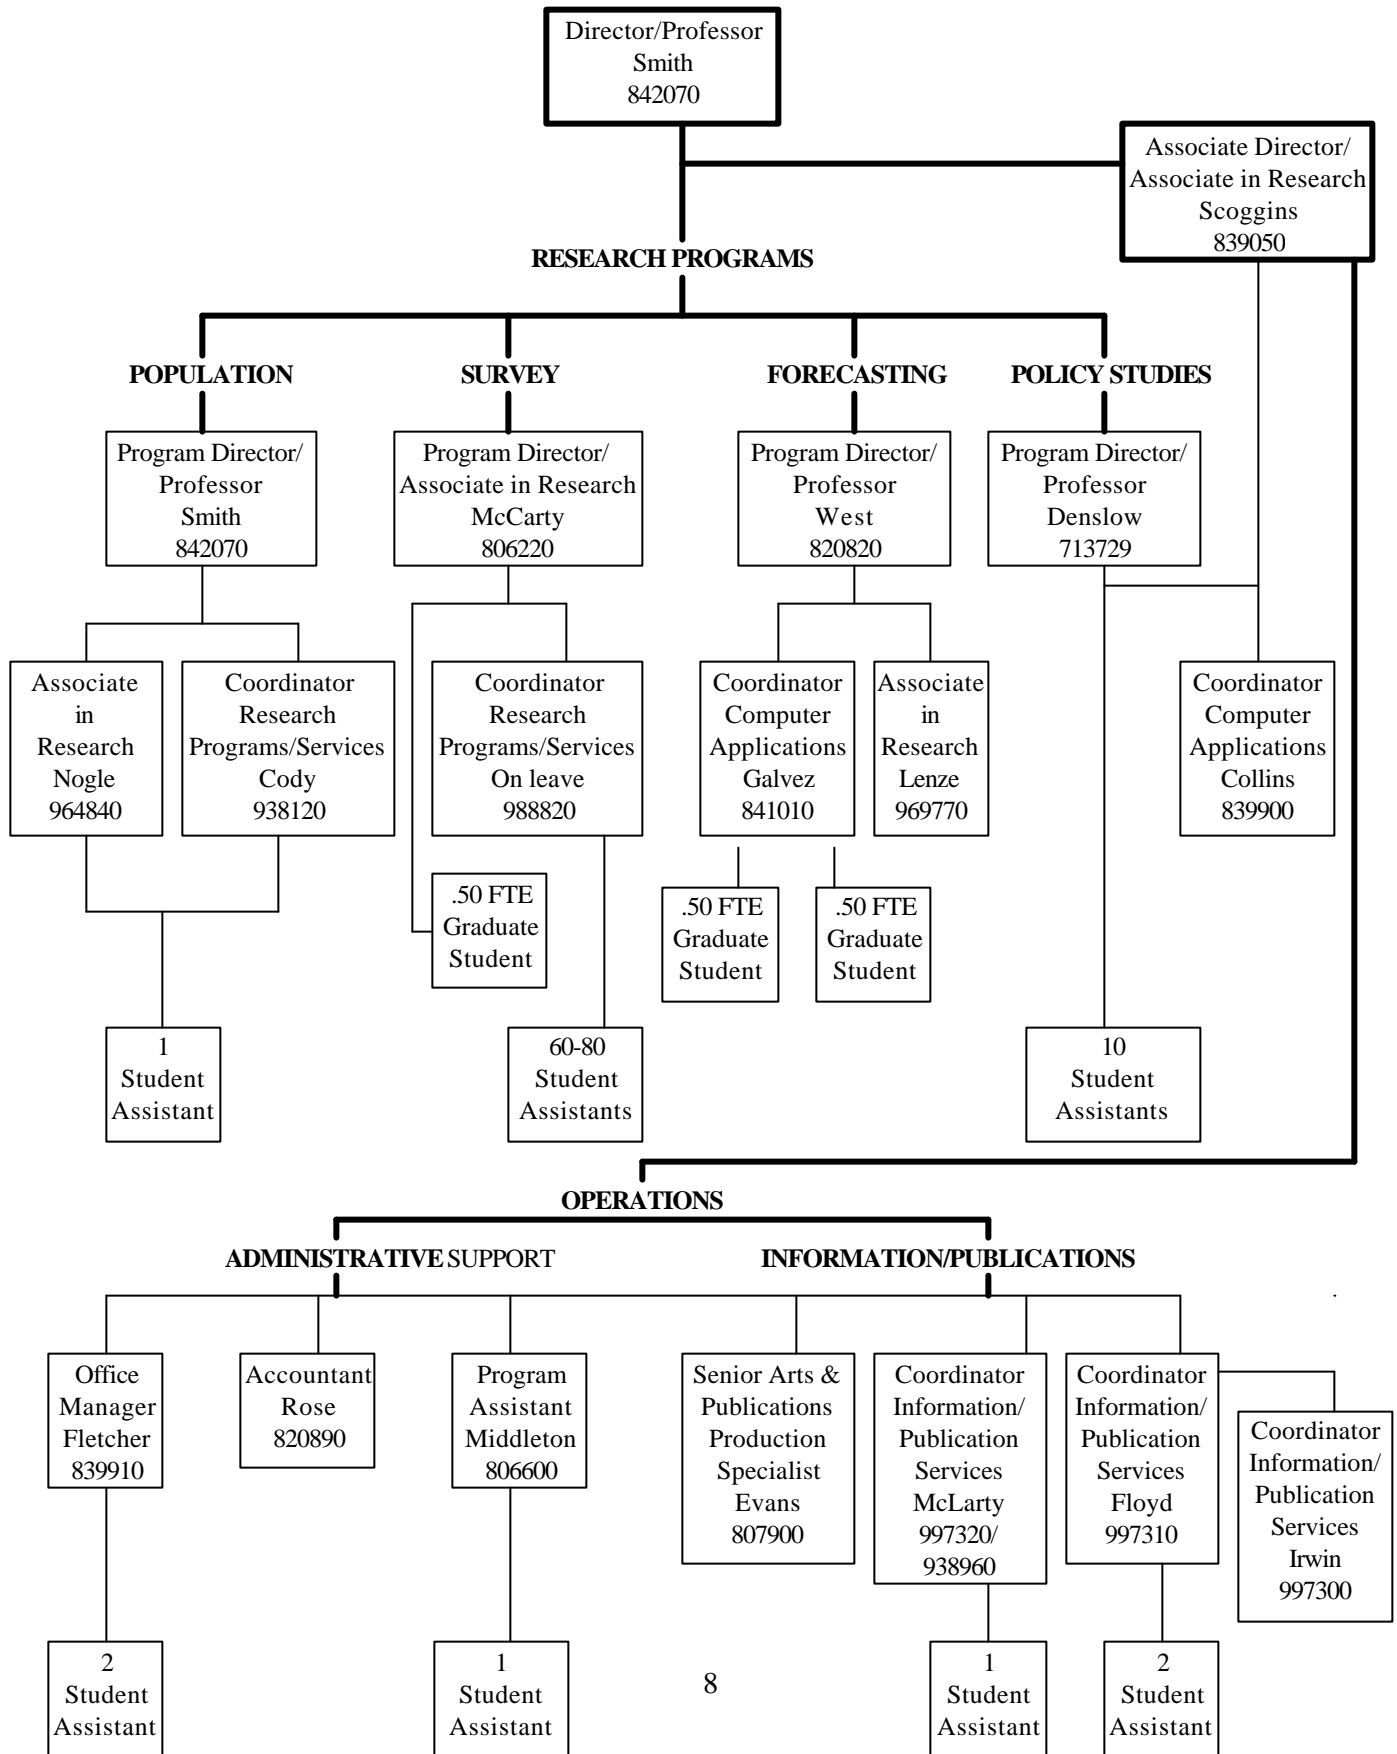 Director/Professor
Smith
842070
Associate Director/
Associate in Research
Scoggins
839050
RESEARCH PROGRAMS
POPULATION
SURVEY
FORECASTING
POLICY STUDIES
Program Director/
Professor
Smith
842070
Program Director/
Associate in Research
McCarty
806220
Program Director/
Professor
West
820820
Program Director/
Professor
Denslow
713729
Associate
in
Research
Nogle
964840
Coordinator
Research
Programs/Services
Cody
938120
Coordinator
Research
Programs/Services
On leave
988820
Coordinator
Computer
Applications
Galvez
841010
Associate
in
Research
Lenze
969770
Coordinator
Computer
Applications
Collins
839900
.50 FTE
Graduate
Student
.50 FTE
Graduate
Student
.50 FTE
Graduate
Student
1
Student
Assistant
60-80
Student
Assistants
10
Student
Assistants
OPERATIONS
ADMINISTRATIVE SUPPORT
INFORMATION/PUBLICATIONS
Office
Manager
Fletcher
839910
Accountant
Rose
820890
Program
Assistant
Middleton
806600
Senior Arts &
Publications
Production
Specialist
Evans
807900
Coordinator
Information/
Publication
Services
McLarty
997320/
938960
Coordinator
Information/
Publication
Services
Floyd
997310
Coordinator
Information/
Publication
Services
Irwin
997300
2
Student
Assistant
1
Student
Assistant
8
1
Student
Assistant
2
Student
Assistant